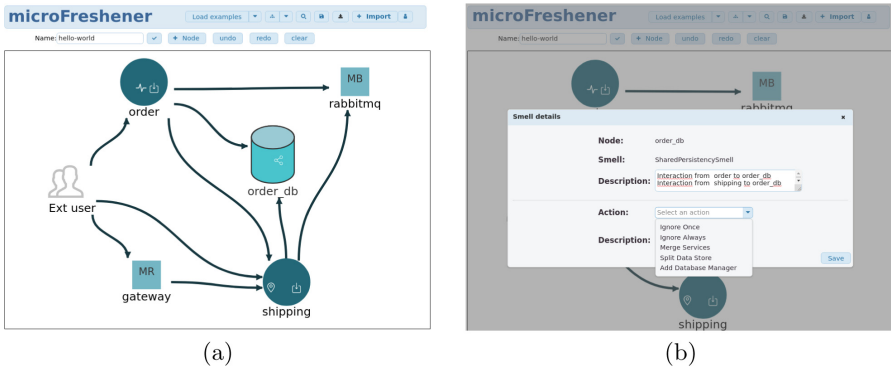 microFreshener
Load examples
+ Import
Name: hello-world
+ Node
undo
redo
clear
order
MB
rabbitmq
order_db
Ext user
MR
gateway
shipping
(a)
microFreshener
Load examples
+ Import
Name: hello-world
+ Node
undo
redo
clear
MB
rabbitmq
order
Smell details
Node: order_db
Smell: SharedPersistencySmell
Description: Interaction from order to order_db
Interaction from shipping to order_db
Action: Select an action
Ignore Once
Ignore Always
Merge Services
Description:
Split Data Store
Add Database Manager
Save
shipping
(b)